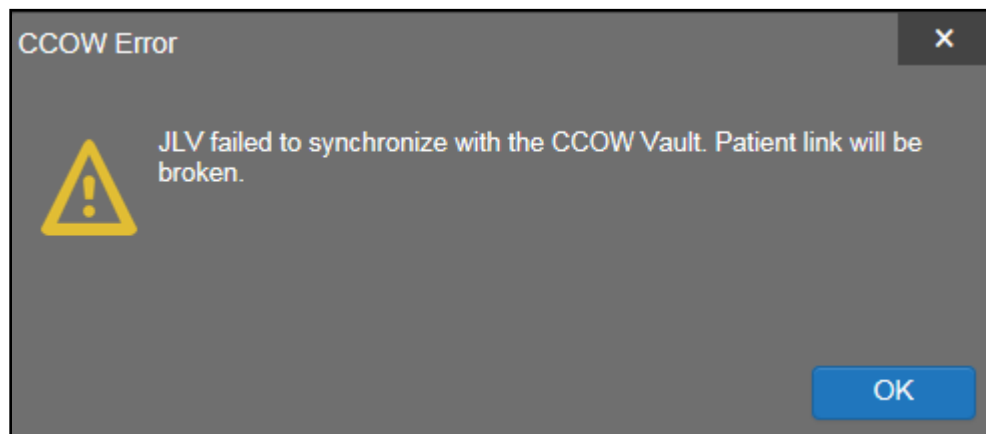 CCOW Error
JLV failed to synchronize with the CCOW Vault. Patient link will be
broken.
OK